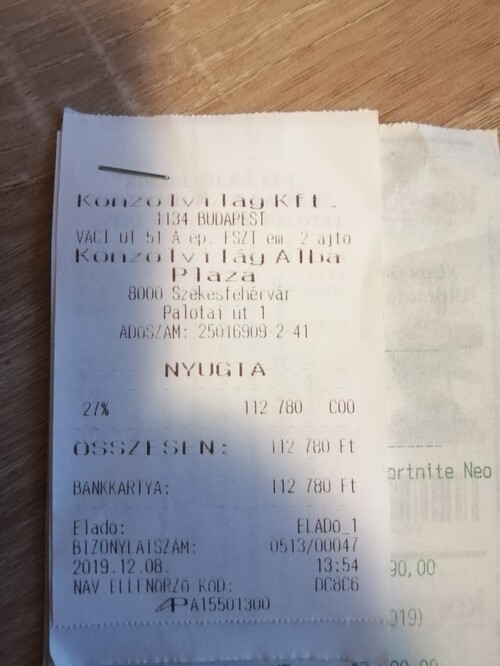 Konzolvilág Kft.
1134 BUDAPEST
VÁCI út 51 A ép. FSZT em. 2 ajto
Konzolvilág Alba
Plaza
8000 Székesfehérvár
Palotai út 1
ADÓSZÁM: 25016909-2-41
NYUGTA
27% 112 780 C00
ÖSSZESEN: 112 780 Ft
BANKKÁRTYA: 112 780 Ft
Eladó: ELADó_1
BIZONYLATSZÁM: 0513/00047
2019.12.08. 13:54
NAV ELLENŐRZŐ KÓD: DC8C6
AP A15501300
ortnite Neo
90,00
019)